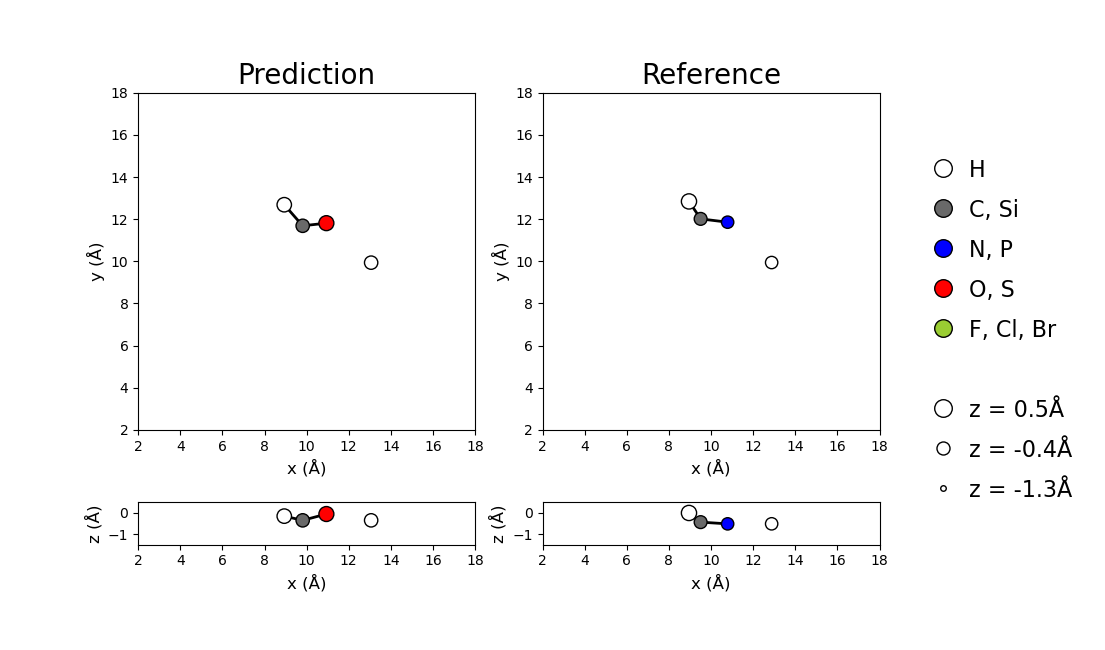 Prediction
18
16
14
12
10
8
6
4
2
y (Å)
2 4 6 8 10 12 14 16 18
x (Å)
0
−1
z (Å)
2 4 6 8 10 12 14 16 18
x (Å)
Reference
18
16
14
12
10
8
6
4
2
y (Å)
2 4 6 8 10 12 14 16 18
x (Å)
0
−1
z (Å)
2 4 6 8 10 12 14 16 18
x (Å)
H
C, Si
N, P
O, S
F, Cl, Br
z = 0.5Å
z = -0.4Å
z = -1.3Å